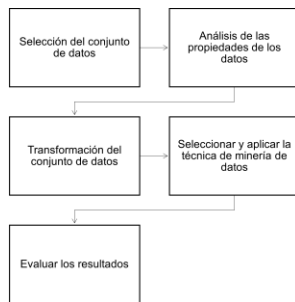 Selección del conjunto
de datos
Análisis de las
propiedades de los
datos
Transformación del
conjunto de datos
Seleccionar y aplicar la
técnica de minería de
datos
Evaluar los resultados